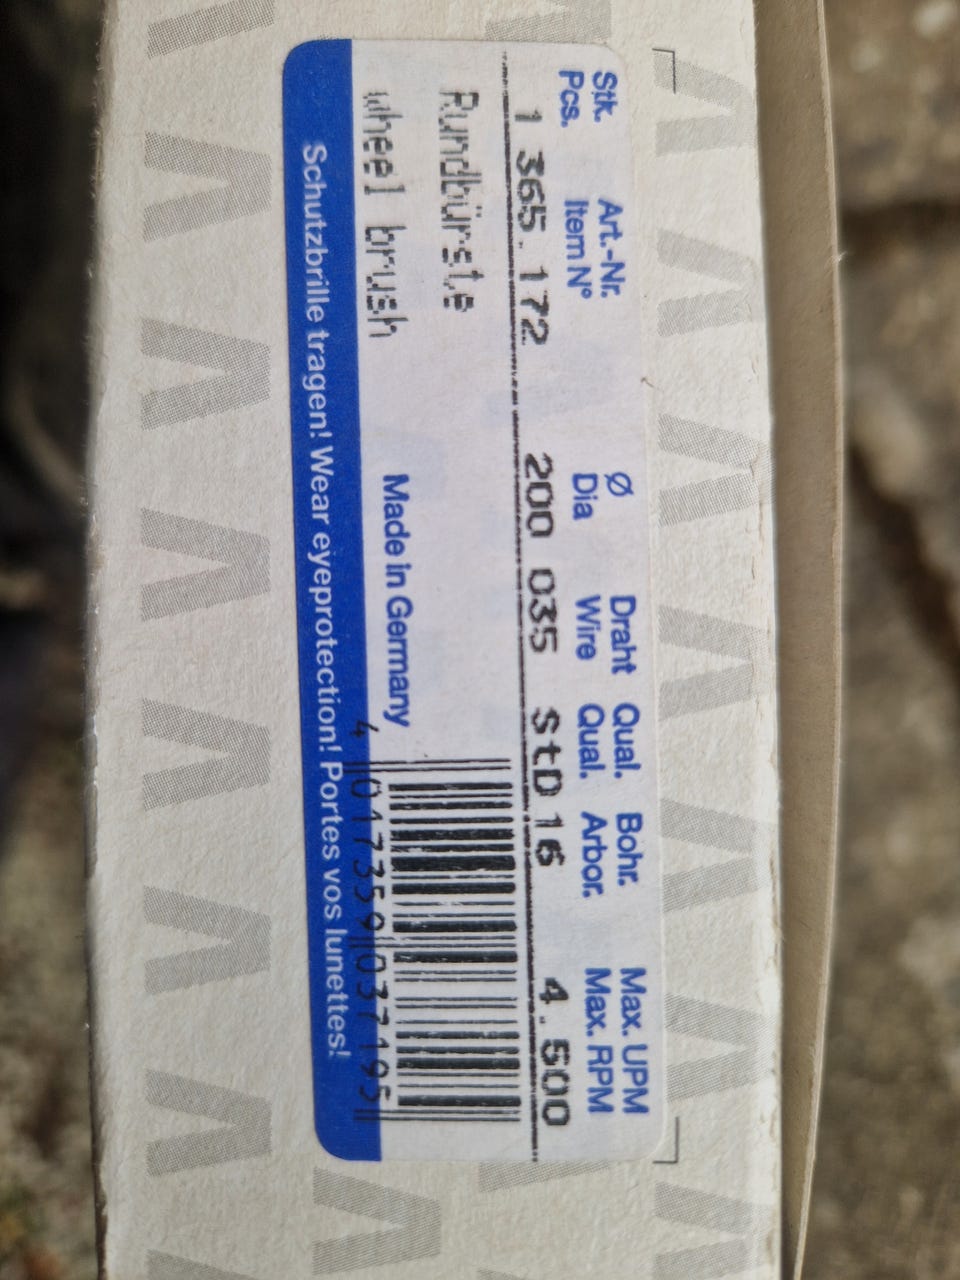 Stk. Art.-Nr. Ø Draht Qual. Bohr. Max. UPM
Pcs. Item Nº Dia Wire Qual. Arbor. Max. RPM
1 365.172 200 035 StD 16 4.500
Rundbürste
wheel brush Made in Germany
4 017359 037195
Schutzbrille tragen! Wear eyeprotection! Portes vos lunettes!